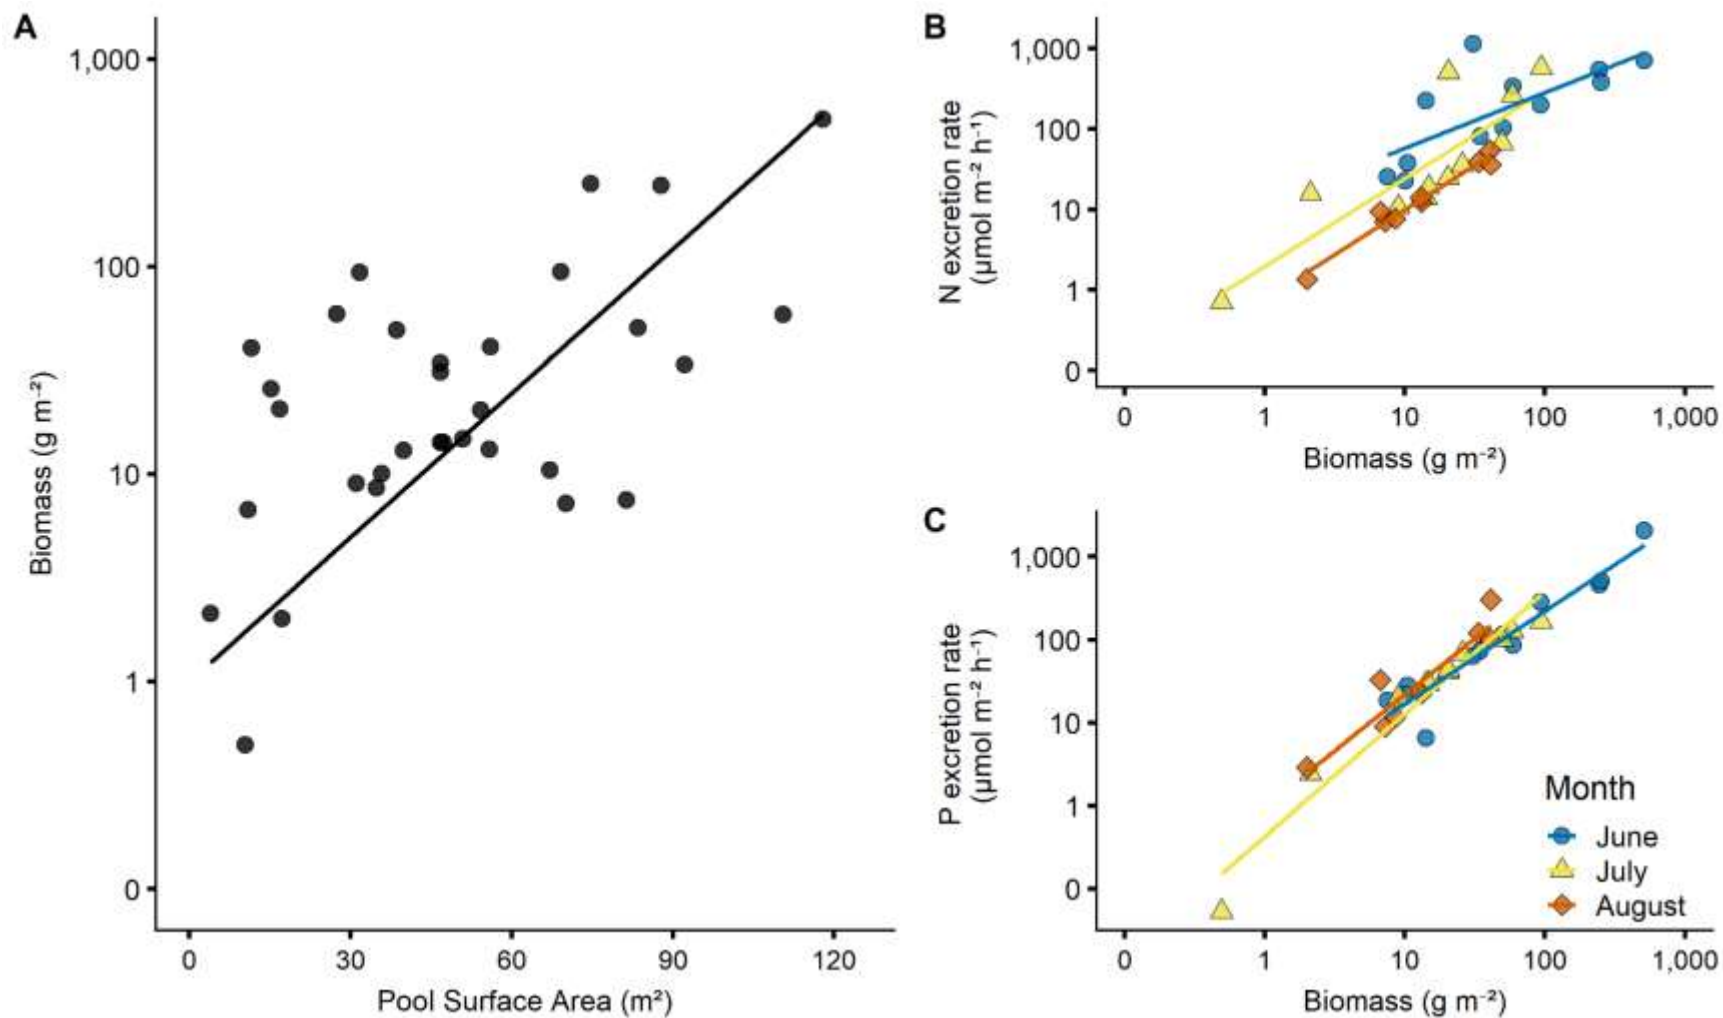 A
1,000
100
10
1
0
Biomass (g m⁻²)
0 30 60 90 120
Pool Surface Area (m²)
B
1,000
100
10
1
0
N excretion rate
(µmol m⁻² h⁻¹)
0 1 10 100 1,000
Biomass (g m⁻²)
C
1,000
100
10
1
0
P excretion rate
(µmol m⁻² h⁻¹)
Month
June
July
August
0 1 10 100 1,000
Biomass (g m⁻²)